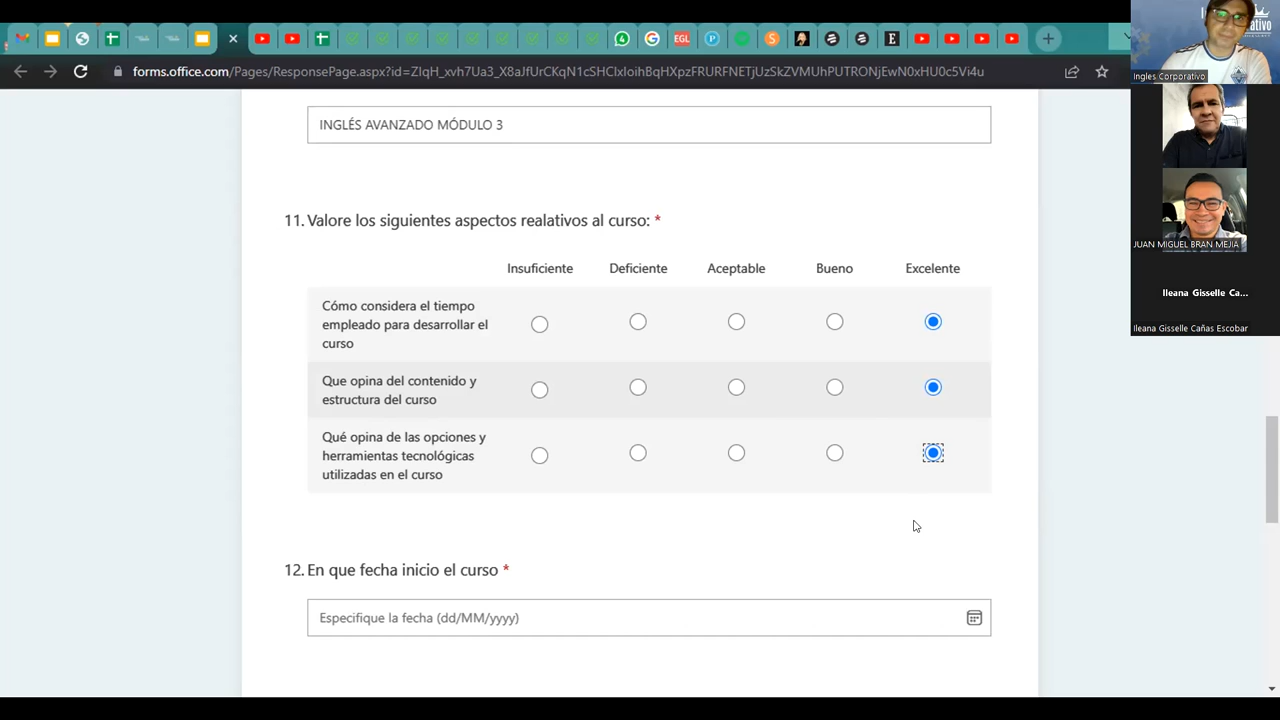 forms.office.com/Pages/ResponsePage.aspx?id=ZIqH_xvh7Ua3_X8aJfUrCKqN1cSHClxIoihBqHXpzFRURFNETjUzSkZVMUhPUTRONjEwN0xHU0c5Vi4u
Ingles Corporativo
INGLÉS AVANZADO MÓDULO 3
11. Valore los siguientes aspectos realativos al curso: *
Insuficiente Deficiente Aceptable Bueno Excelente
Cómo considera el tiempo
empleado para desarrollar el
curso
Que opina del contenido y
estructura del curso
Qué opina de las opciones y
herramientas tecnológicas
utilizadas en el curso
12. En que fecha inicio el curso *
Especifique la fecha (dd/MM/yyyy)
JUAN MIGUEL BRAN MEJIA
Ileana Gisselle Ca...
Ileana Gisselle Cañas Escobar